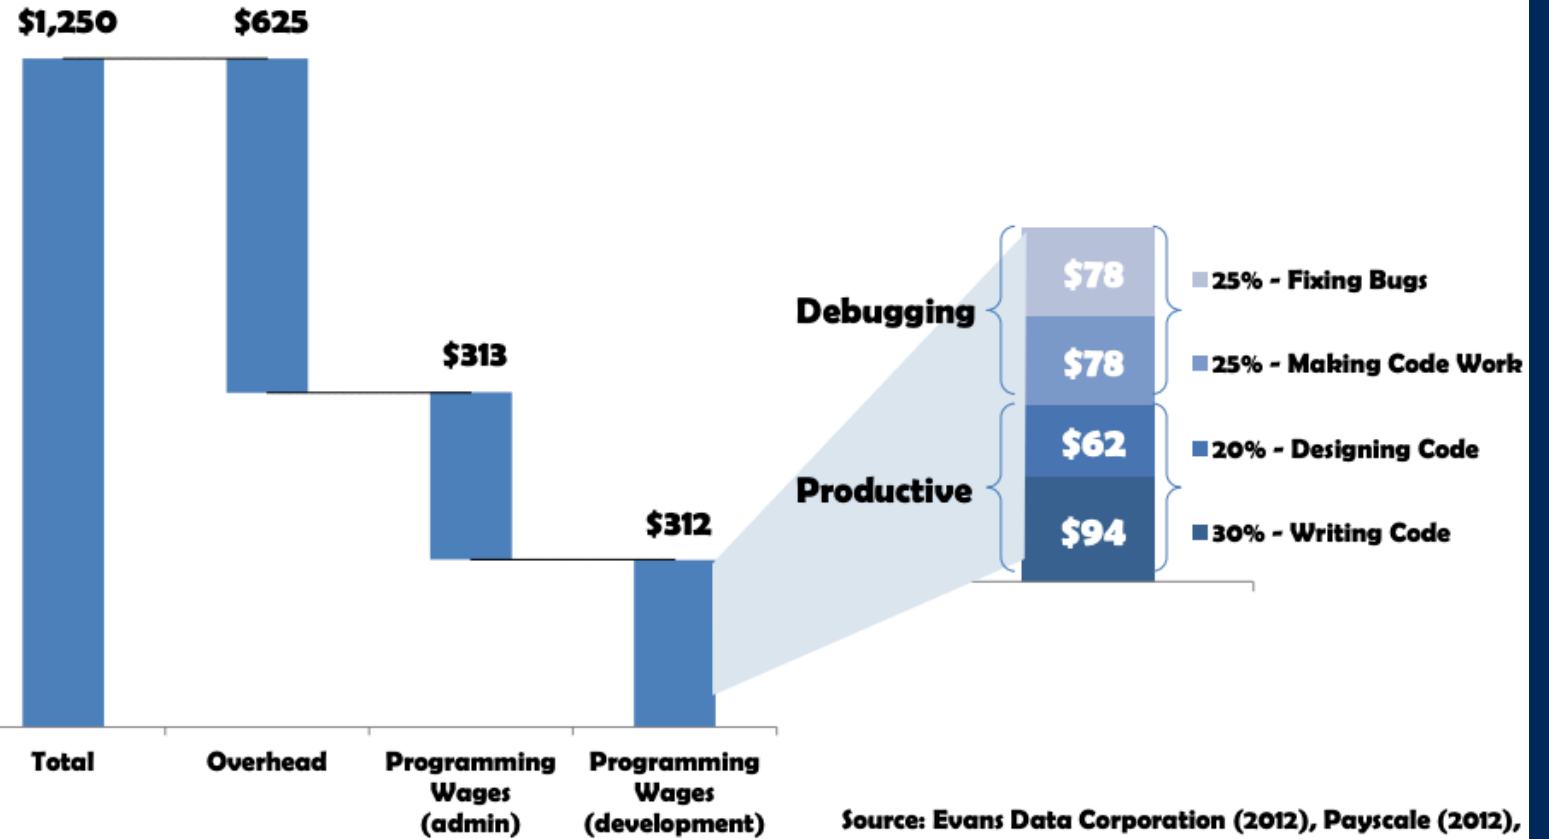 $1,250
$625
$313
$312
Total
Overhead
Programming
Wages
(admin)
Programming
Wages
(development)
Debugging
Productive
$78
$78
$62
$94
25% - Fixing Bugs
25% - Making Code Work
20% - Designing Code
30% - Writing Code
Source: Evans Data Corporation (2012), Payscale (2012),